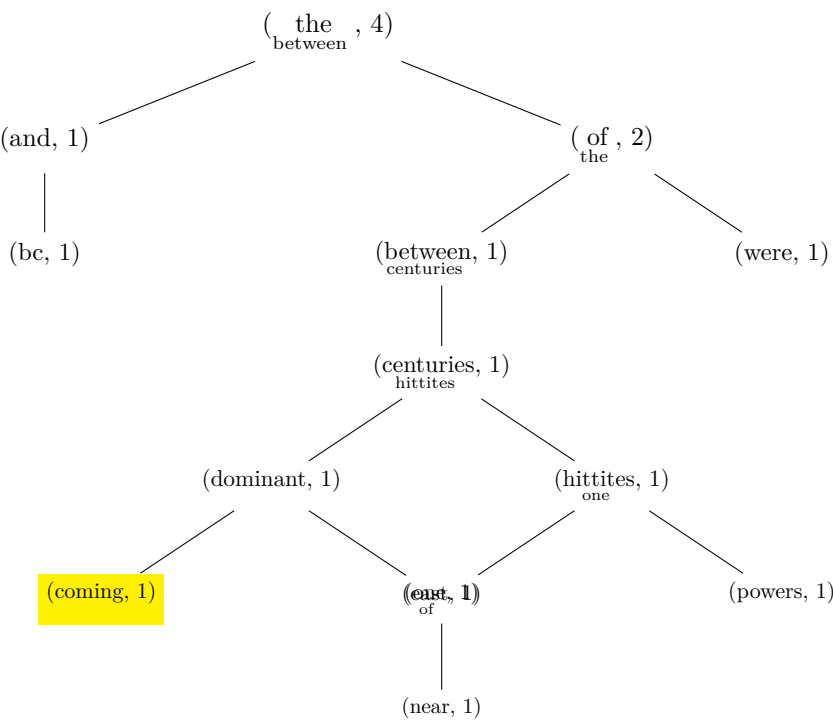 ( the , 4)
between
(and, 1)
( of , 2)
the
(bc, 1)
(between, 1)
centuries
(were, 1)
(centuries, 1)
hittites
(dominant, 1)
(hittites, 1)
one
(coming, 1)
of
(powers, 1)
(near, 1)